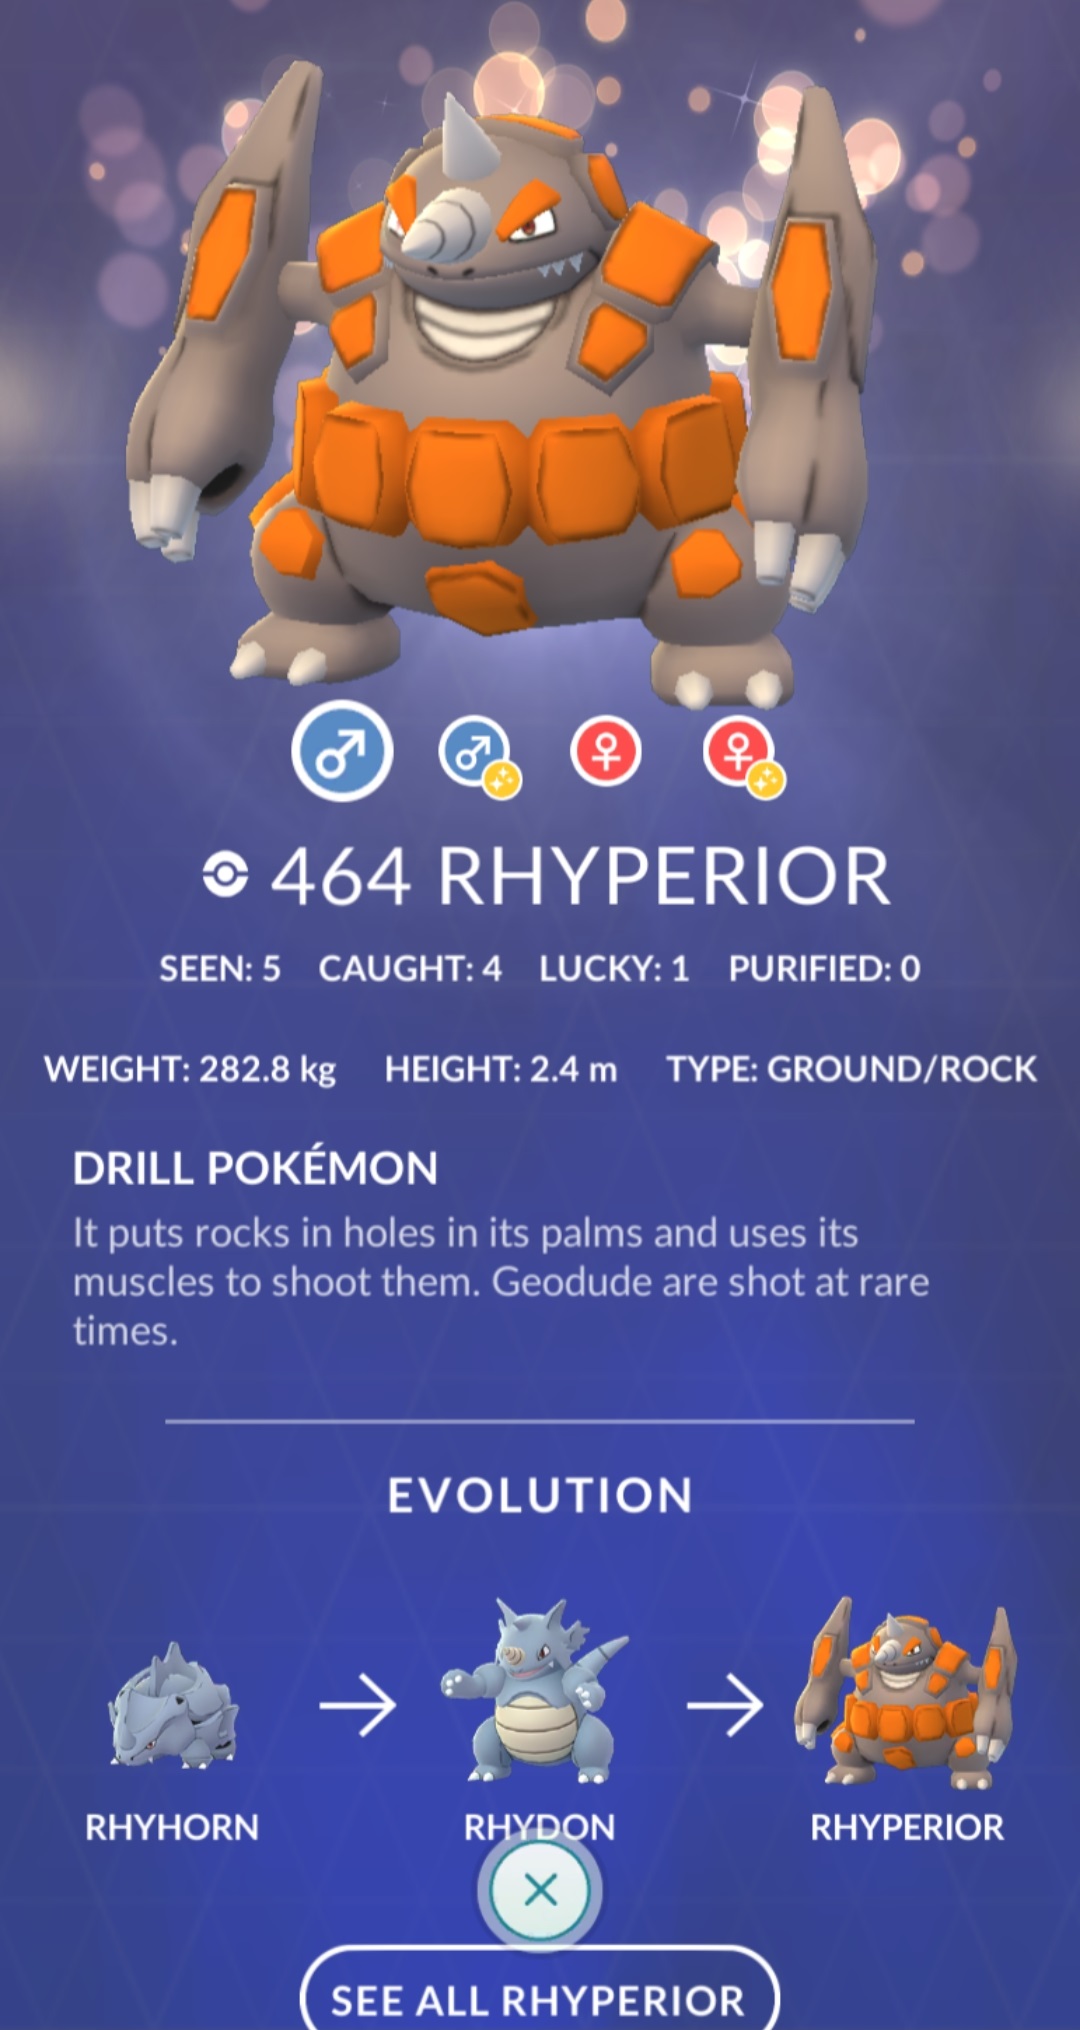 464 RHYPERIOR
SEEN: 5 CAUGHT: 4 LUCKY: 1 PURIFIED: 0
WEIGHT: 282.8 kg HEIGHT: 2.4 m TYPE: GROUND/ROCK
DRILL POKÉMON
It puts rocks in holes in its palms and uses its
muscles to shoot them. Geodude are shot at rare
times.
EVOLUTION
RHYHORN RHYDON RHYPERIOR
SEE ALL RHYPERIOR